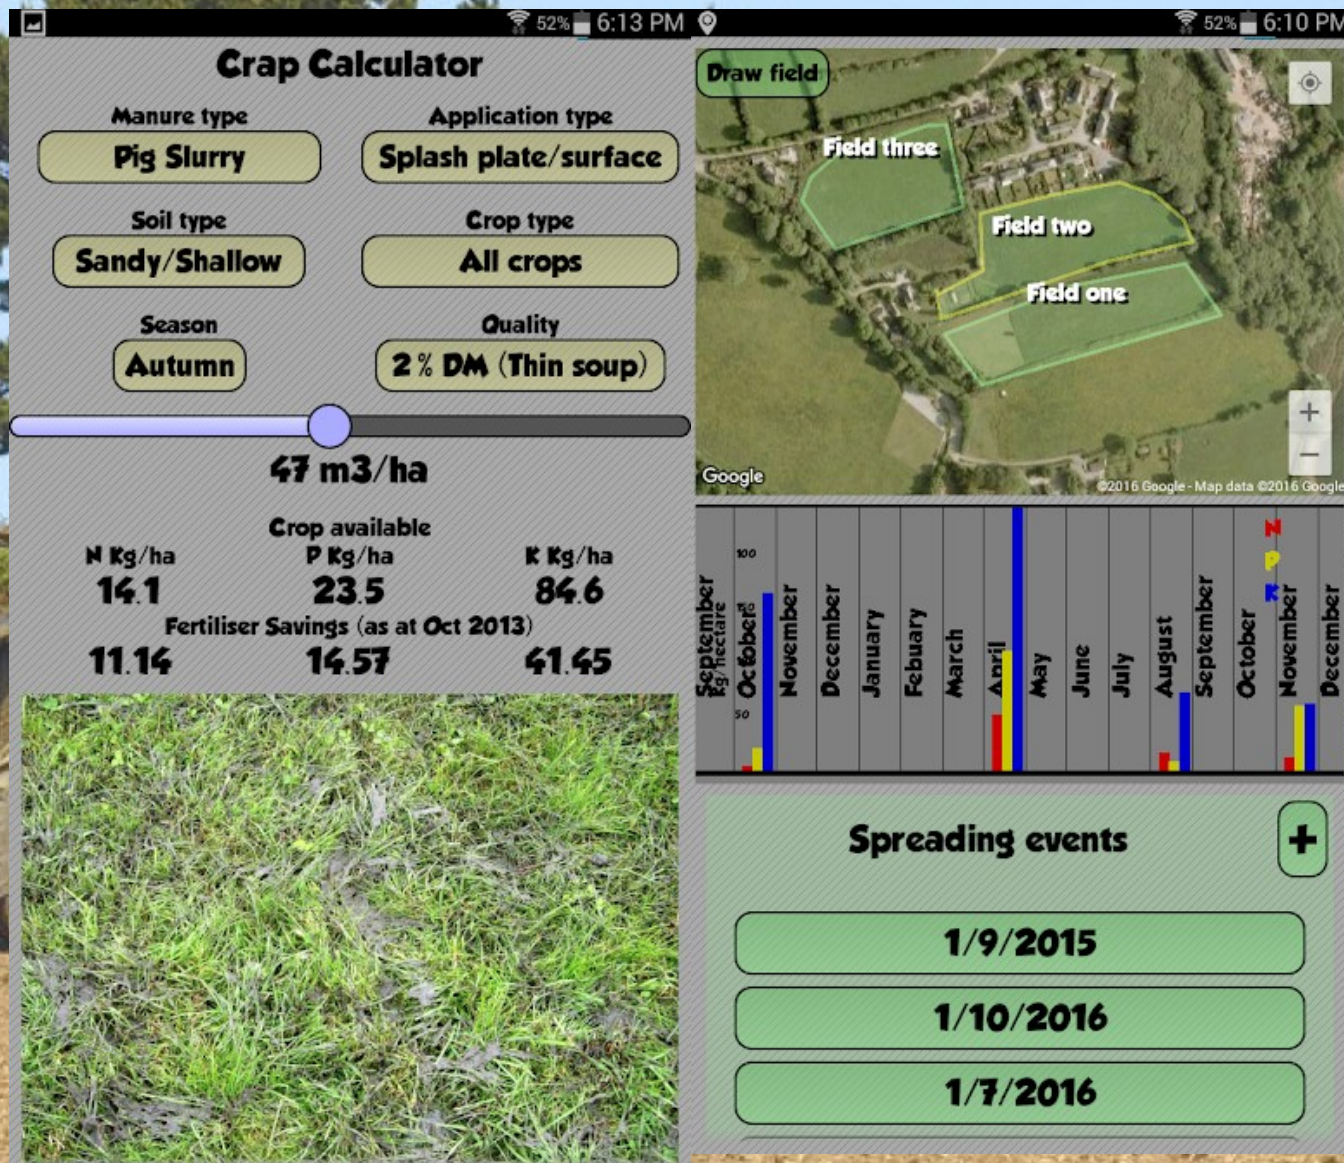 52% 6:13 PM
Crap Calculator
Manure type Application type
Pig Slurry Splash plate/surface
Soil type Crop type
Sandy/Shallow All crops
Season Quality
Autumn 2% DM (Thin soup)
47 m3/ha
Crop available
N Kg/ha P Kg/ha K Kg/ha
14.1 23.5 84.6
Fertiliser Savings (as at Oct 2013)
11.14 14.57 41.45
52% 6:10 PM
Draw field
Field three
Field two
Field one
+
−
Google
©2016 Google - Map data ©2016 Google
N
P
K
100
50
Kg/hectare
September
October
November
December
January
Febuary
March
April
May
June
July
August
September
October
November
December
Spreading events +
1/9/2015
1/10/2016
1/7/2016